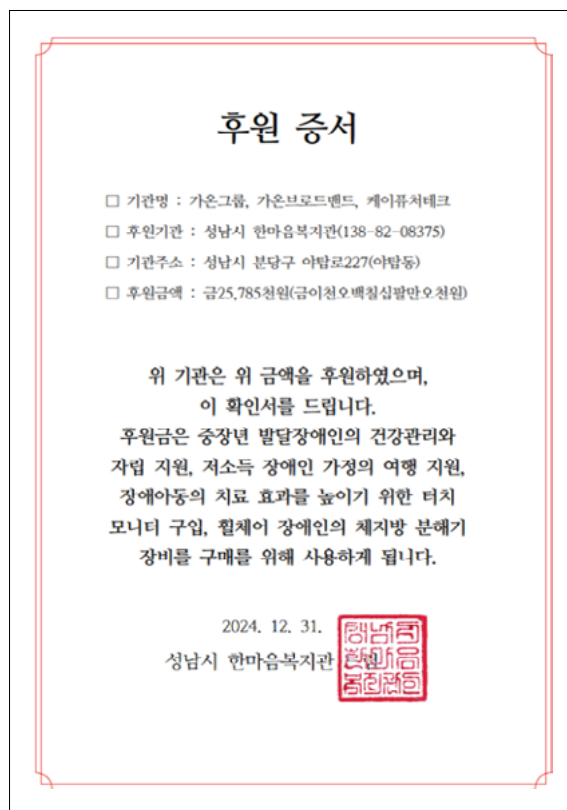 후원 증서
□ 기관명 : 가온그룹, 가온브로드밴드, 케이퓨처테크
□ 후원기관 : 성남시 한마음복지관(138-82-08375)
□ 기관주소 : 성남시 분당구 야탑로227(야탑동)
□ 후원금액 : 금25,785천원(금이천오백칠십팔만오천원)
위 기관은 위 금액을 후원하였으며,
이 확인서를 드립니다.
후원금은 중장년 발달장애인의 건강관리와
자립 지원, 저소득 장애인 가정의 여행 지원,
장애아동의 치료 효과를 높이기 위한 터치
모니터 구입, 휠체어 장애인의 체지방 분해기
장비를 구매를 위해 사용하게 됩니다.
2024. 12. 31.
성남시 한마음복지관